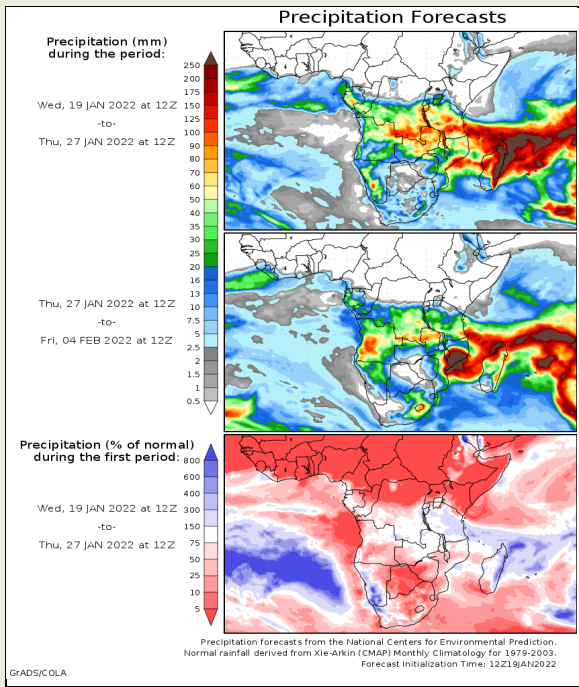 Precipitation Forecasts
Precipitation (mm)
during the period:
Wed, 19 JAN 2022 at 12Z
-to-
Thu, 27 JAN 2022 at 12Z
250
200
175
150
125
100
90
80
70
60
50
40
35
30
25
20
16
13
10
7.5
5
2.5
2
1.5
1
0.5
Thu, 27 JAN 2022 at 12Z
-to-
Fri, 04 FEB 2022 at 12Z
Precipitation (% of normal)
during the first period:
Wed, 19 JAN 2022 at 12Z
-to-
Thu, 27 JAN 2022 at 12Z
800
600
400
300
150
75
50
25
10
5
Precipitation forecasts from the National Centers for Environmental Prediction.
Normal rainfall derived from Xie-Arkin (CMAP) Monthly Climatology for 1979-2003.
Forecast Initialization Time: 12Z19JAN2022
GrADS/COLA